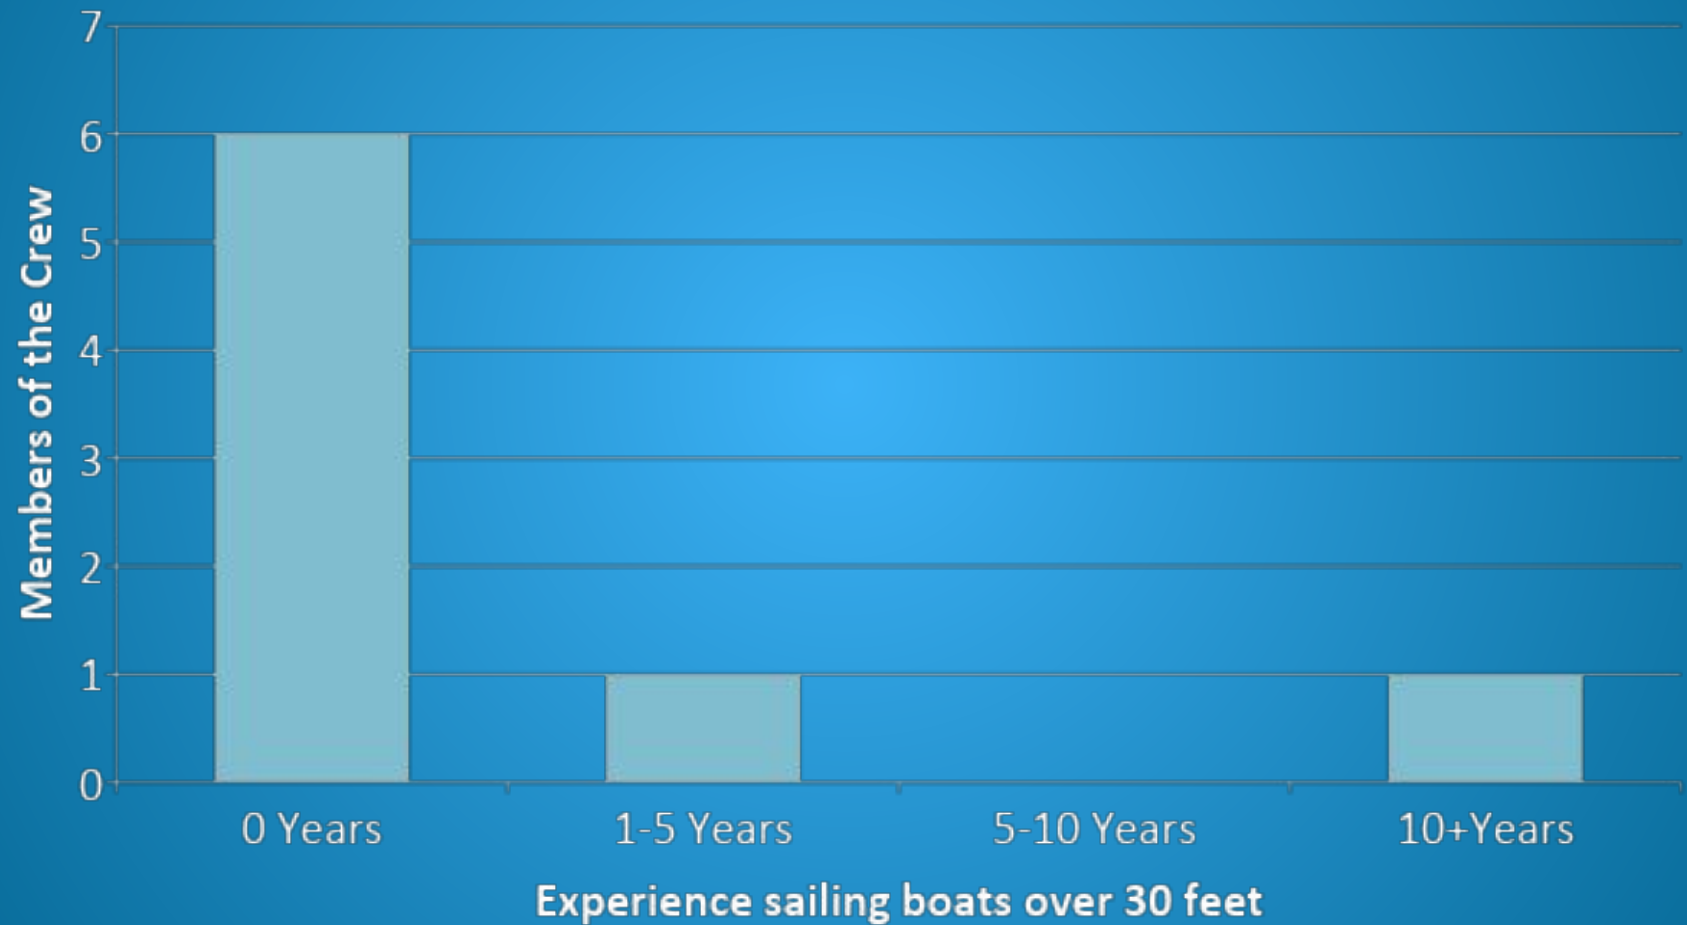 Members of the Crew
7
6
5
4
3
2
1
0
0 Years
1-5 Years
5-10 Years
10+Years
Experience sailing boats over 30 feet